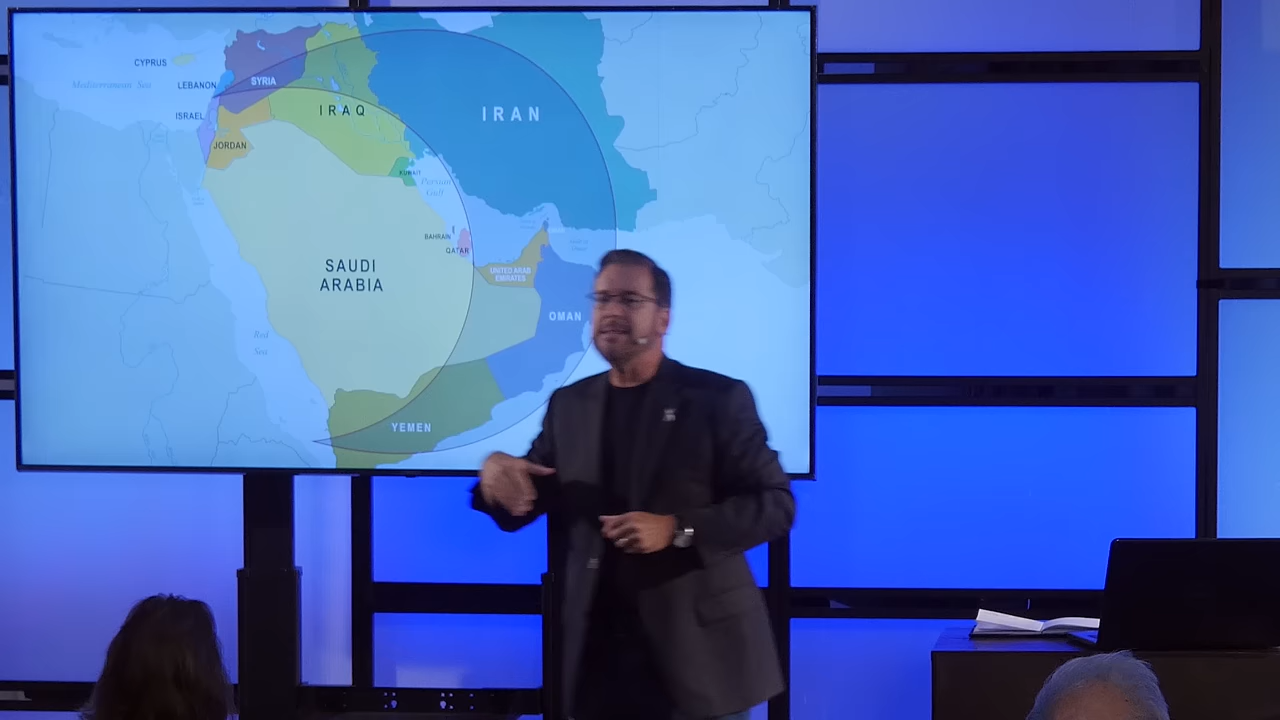 CYPRUS
Mediterranean Sea
LEBANON
SYRIA
ISRAEL
IRAQ
IRAN
JORDAN
KUWAIT
Persian
Gulf
BAHRAIN
QATAR
SAUDI
ARABIA
UNITED ARAB
EMIRATES
OMAN
Red
Sea
YEMEN